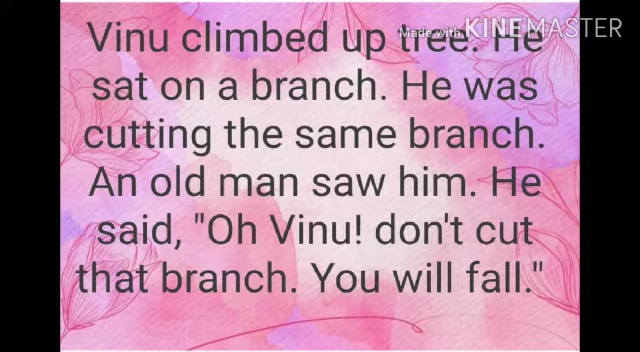 Made with KINEMASTER
Vinu climbed up tree. He
sat on a branch. He was
cutting the same branch.
An old man saw him. He
said, "Oh Vinu! don't cut
that branch. You will fall."